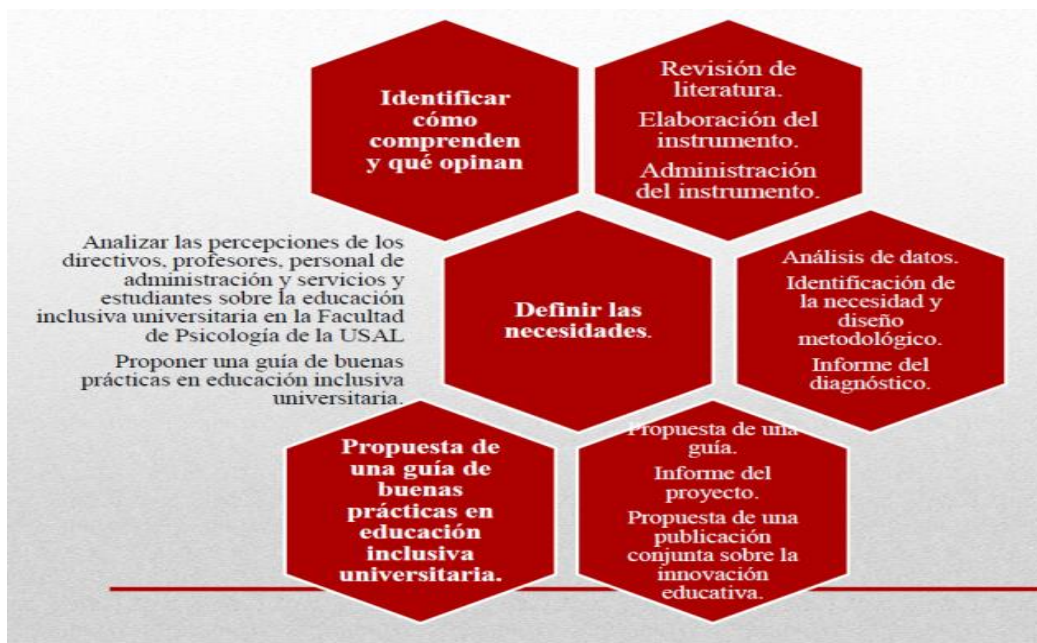 Identificar
cómo
comprenden
y qué opinan
Revisión de
literatura.
Elaboración del
instrumento.
Administración
del instrumento.
Analizar las percepciones de los
directivos, profesores, personal de
administración y servicios y
estudiantes sobre la educación
inclusiva universitaria en la Facultad
de Psicología de la USAL
Proponer una guía de buenas
prácticas en educación inclusiva
universitaria.
Definir las
necesidades.
Análisis de datos.
Identificación de
la necesidad y
diseño
metodológico.
Informe del
diagnóstico.
Propuesta de
una guía de
buenas
prácticas en
educación
inclusiva
universitaria.
Propuesta de una
guía.
Informe del
proyecto.
Propuesta de una
publicación
conjunta sobre la
innovación
educativa.